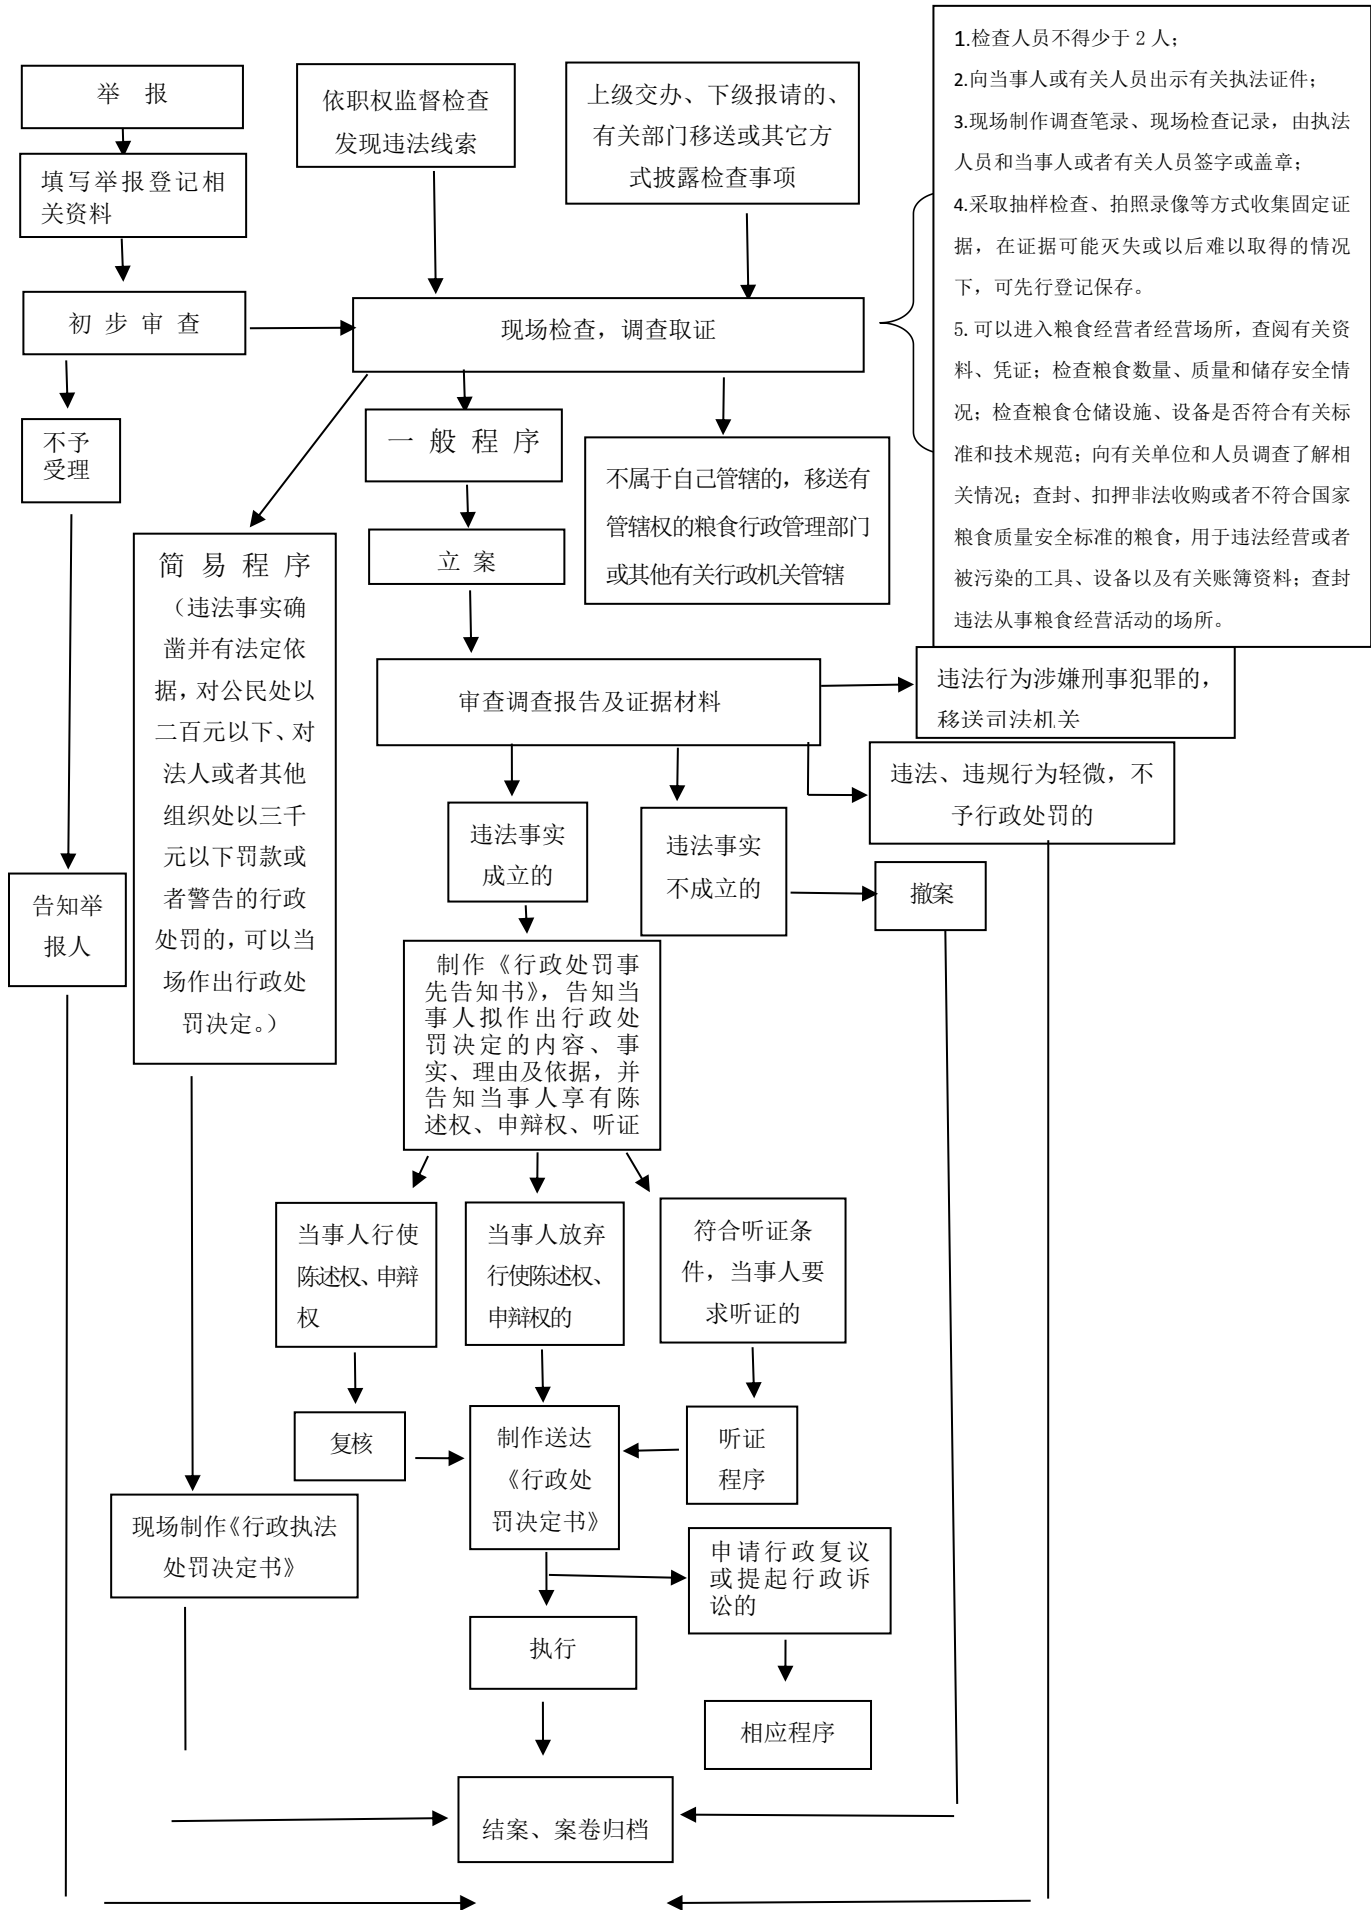 举 报
填写举报登记相
关资料
初 步 审 查
不予
受理
告知举
报人
依职权监督检查
发现违法线索
上级交办、下级报请的、
有关部门移送或其它方
式披露检查事项
现场检查，调查取证
1.检查人员不得少于 2 人；
2.向当事人或有关人员出示有关执法证件；
3.现场制作调查笔录、现场检查记录，由执法
人员和当事人或者有关人员签字或盖章；
4.采取抽样检查、拍照录像等方式收集固定证
据，在证据可能灭失或以后难以取得的情况
下，可先行登记保存。
5. 可以进入粮食经营者经营场所，查阅有关资
料、凭证；检查粮食数量、质量和储存安全情
况；检查粮食仓储设施、设备是否符合有关标
准和技术规范；向有关单位和人员调查了解相
关情况；查封、扣押非法收购或者不符合国家
粮食质量安全标准的粮食，用于违法经营或者
被污染的工具、设备以及有关账簿资料；查封
违法从事粮食经营活动的场所。
一 般 程 序
立 案
不属于自己管辖的，移送有
管辖权的粮食行政管理部门
或其他有关行政机关管辖
简 易 程 序
（违法事实确
凿并有法定依
据，对公民处以
二百元以下、对
法人或者其他
组织处以三千
元以下罚款或
者警告的行政
处罚的，可以当
场作出行政处
罚决定。）
审查调查报告及证据材料
违法行为涉嫌刑事犯罪的，
移送司法机关
违法、违规行为轻微，不
予行政处罚的
违法事实
成立的
违法事实
不成立的
撤案
制作《行政处罚事
先告知书》，告知当
事人拟作出行政处
罚决定的内容、事
实、理由及依据，并
告知当事人享有陈
述权、申辩权、听证
当事人行使
陈述权、申辩
权
当事人放弃
行使陈述权、
申辩权的
符合听证条
件，当事人要
求听证的
复核
制作送达
《行政处
罚决定书》
听证
程序
现场制作《行政执法
处罚决定书》
申请行政复议
或提起行政诉
讼的
执行
相应程序
结案、案卷归档